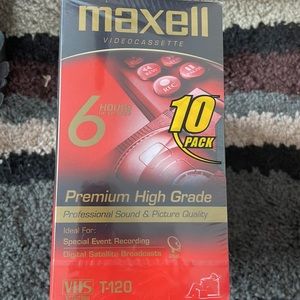 maxell
VIDEOCASSETTE
6 HOURS
10
PACK
REC
Premium High Grade
Professional Sound & Picture Quality
Ideal For:
Special Event Recording
Digital Satellite Broadcasts
VHS T-120